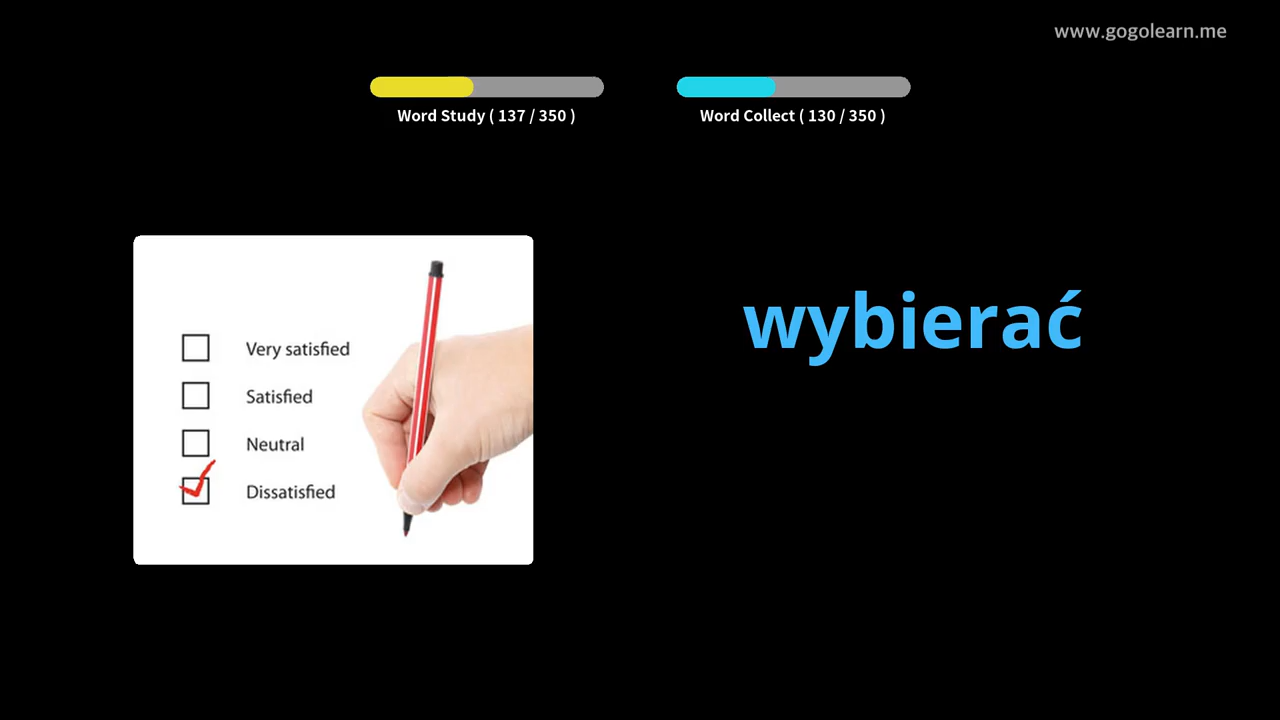 www.gogolearn.me
Word Study ( 137 / 350 )
Word Collect ( 130 / 350 )
wybierać
Very satisfied
Satisfied
Neutral
Dissatisfied